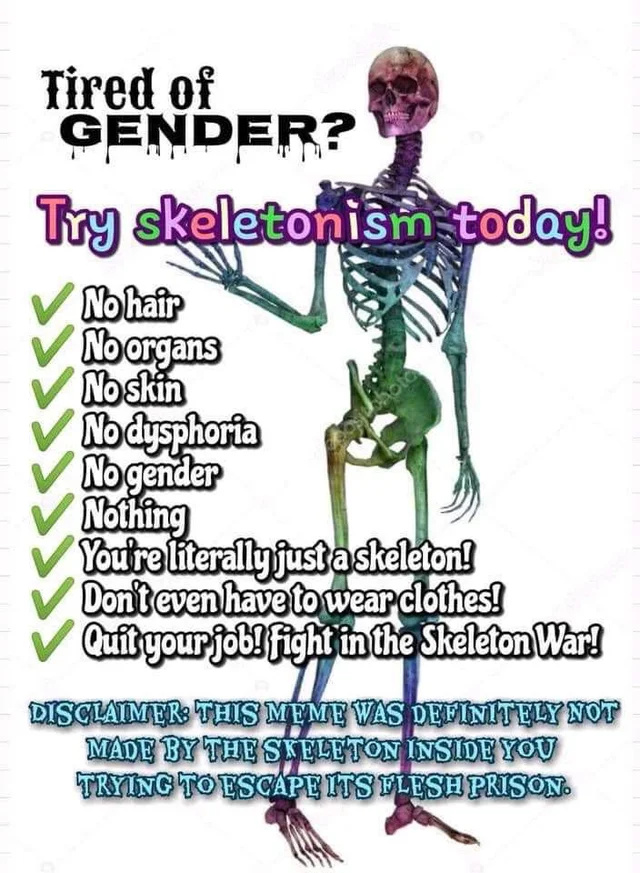 Tired of
GENDER?
Try skeletonism today!
No hair
No organs
No skin
No dysphoria
No gender
Nothing
You're literally just a skeleton!
Don't even have to wear clothes!
Quit your job! fight in the Skeleton War!
DISCLAIMER: THIS MEME WAS DEFINITELY NOT
MADE BY THE SKELETON INSIDE YOU
TRYING TO ESCAPE ITS FLESH PRISON.